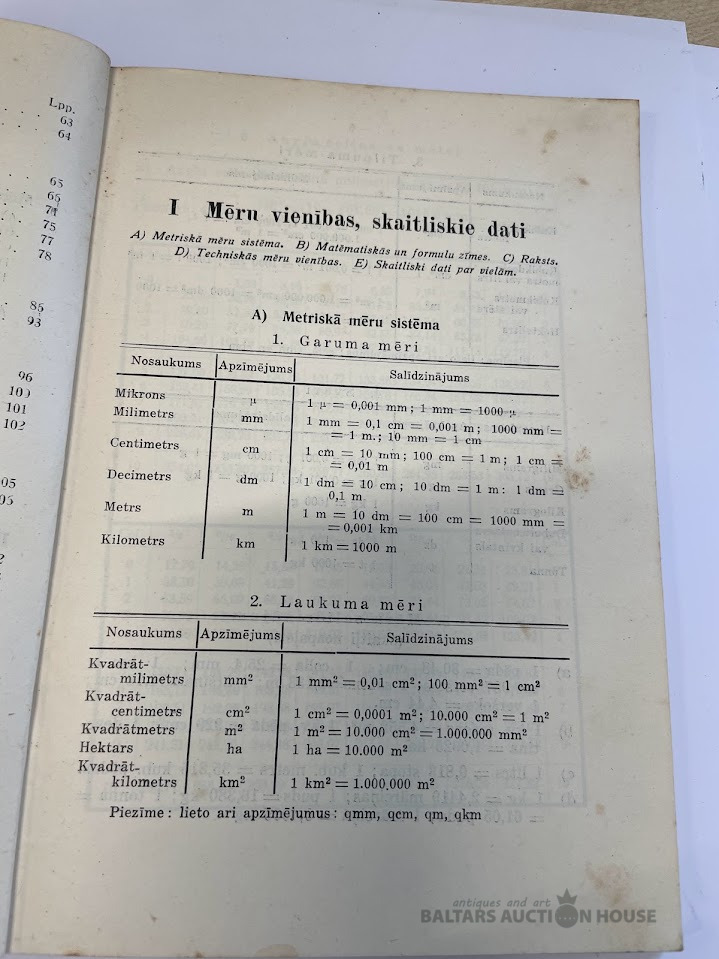 Lpp.
63
64
65
66
71
75
77
78
85
93
96
100
101
102
05
05
2
I Mēru vienības, skaitliskie dati
A) Metriskā mēru sistēma. B) Matēmatiskās un formulu zīmes. C) Raksts.
D) Techniskās mēru vienības. E) Skaitliski dati par vielām.
A) Metriskā mēru sistēma
1. Garuma mēri
Nosaukums Apzīmējums Salīdzinājums
Mikrons μ 1 μ = 0,001 mm; 1 mm = 1000 μ
Milimetrs mm 1 mm = 0,1 cm = 0,001 m; 1000 mm =
= 1 m.; 10 mm = 1 cm
Centimetrs cm 1 cm = 10 mm; 100 cm = 1 m; 1 cm =
= 0,01 m
Decimetrs dm 1 dm = 10 cm; 10 dm = 1 m: 1 dm =
0,1 m
Metrs m 1 m = 10 dm = 100 cm = 1000 mm =
= 0,001 km
Kilometrs km 1 km = 1000 m
2. Laukuma mēri
Nosaukums Apzīmējums Salīdzinājums
Kvadrāt-
milimetrs mm² 1 mm² = 0,01 cm²; 100 mm² = 1 cm²
Kvadrāt-
centimetrs cm² 1 cm² = 0,0001 m²; 10.000 cm² = 1 m²
Kvadrātmetrs m² 1 m² = 10.000 cm² = 1.000.000 mm²
Hektars ha 1 ha = 10.000 m²
Kvadrāt-
kilometrs km² 1 km² = 1.000.000 m²
Piezīme: lieto ari apzīmējumus: qmm, qcm, qm, qkm
antiques and art
BALTARS AUCTION HOUSE